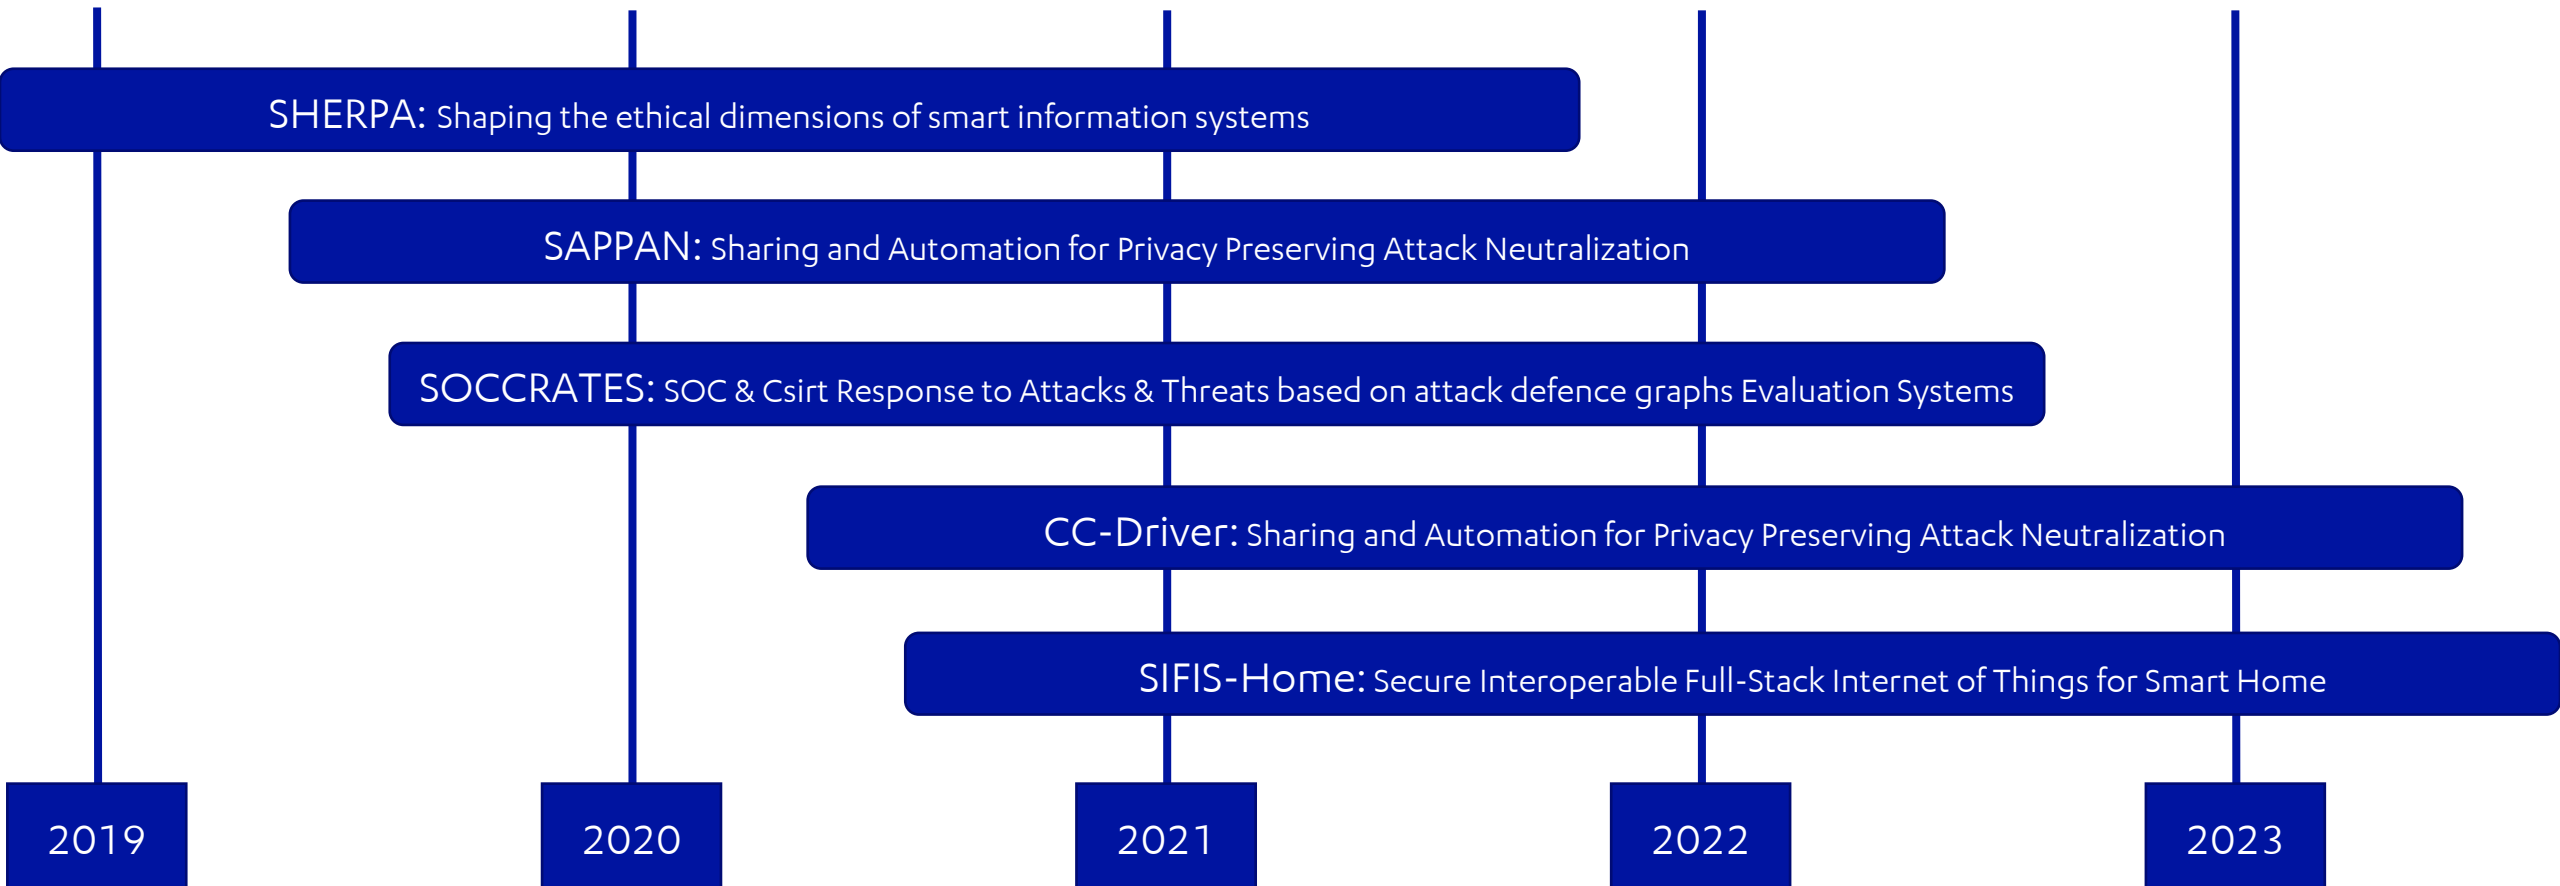 SHERPA: Shaping the ethical dimensions of smart information systems
SAPPAN: Sharing and Automation for Privacy Preserving Attack Neutralization
SOCCRATES: SOC & Csirt Response to Attacks & Threats based on attack defence graphs Evaluation Systems
CC-Driver: Sharing and Automation for Privacy Preserving Attack Neutralization
SIFIS-Home: Secure Interoperable Full-Stack Internet of Things for Smart Home
2019
2020
2021
2022
2023